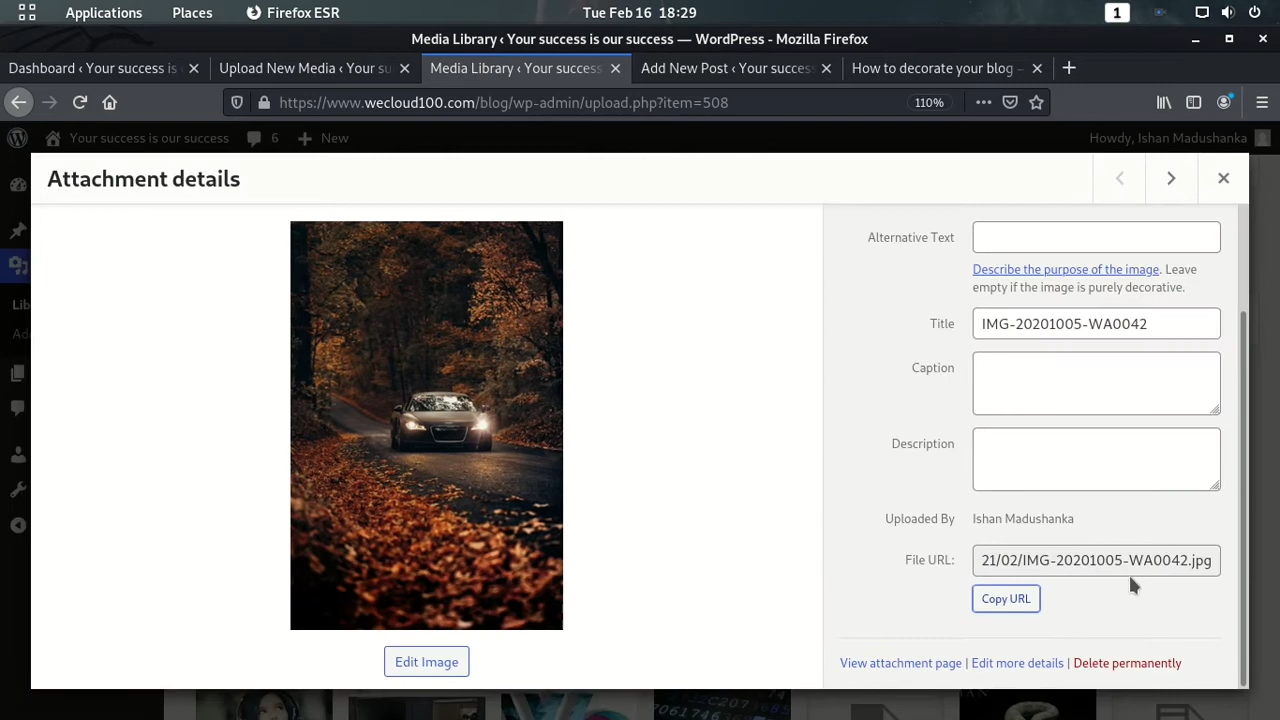 Applications Places Firefox ESR Tue Feb 16 18:29 1
Media Library ‹ Your success is our success — WordPress - Mozilla Firefox
Dashboard ‹ Your success is Upload New Media ‹ Your su Media Library ‹ Your success Add New Post ‹ Your success How to decorate your blog –
https://www.wecloud100.com/blog/wp-admin/upload.php?item=508 110%
Your success is our success 6 New Howdy, Ishan Madushanka
Attachment details
Alternative Text
Describe the purpose of the image. Leave
empty if the image is purely decorative.
Lib
Title IMG-20201005-WA0042
Ad
Caption
Description
Uploaded By Ishan Madushanka
File URL: 21/02/IMG-20201005-WA0042.jpg
Copy URL
Edit Image
View attachment page | Edit more details | Delete permanently